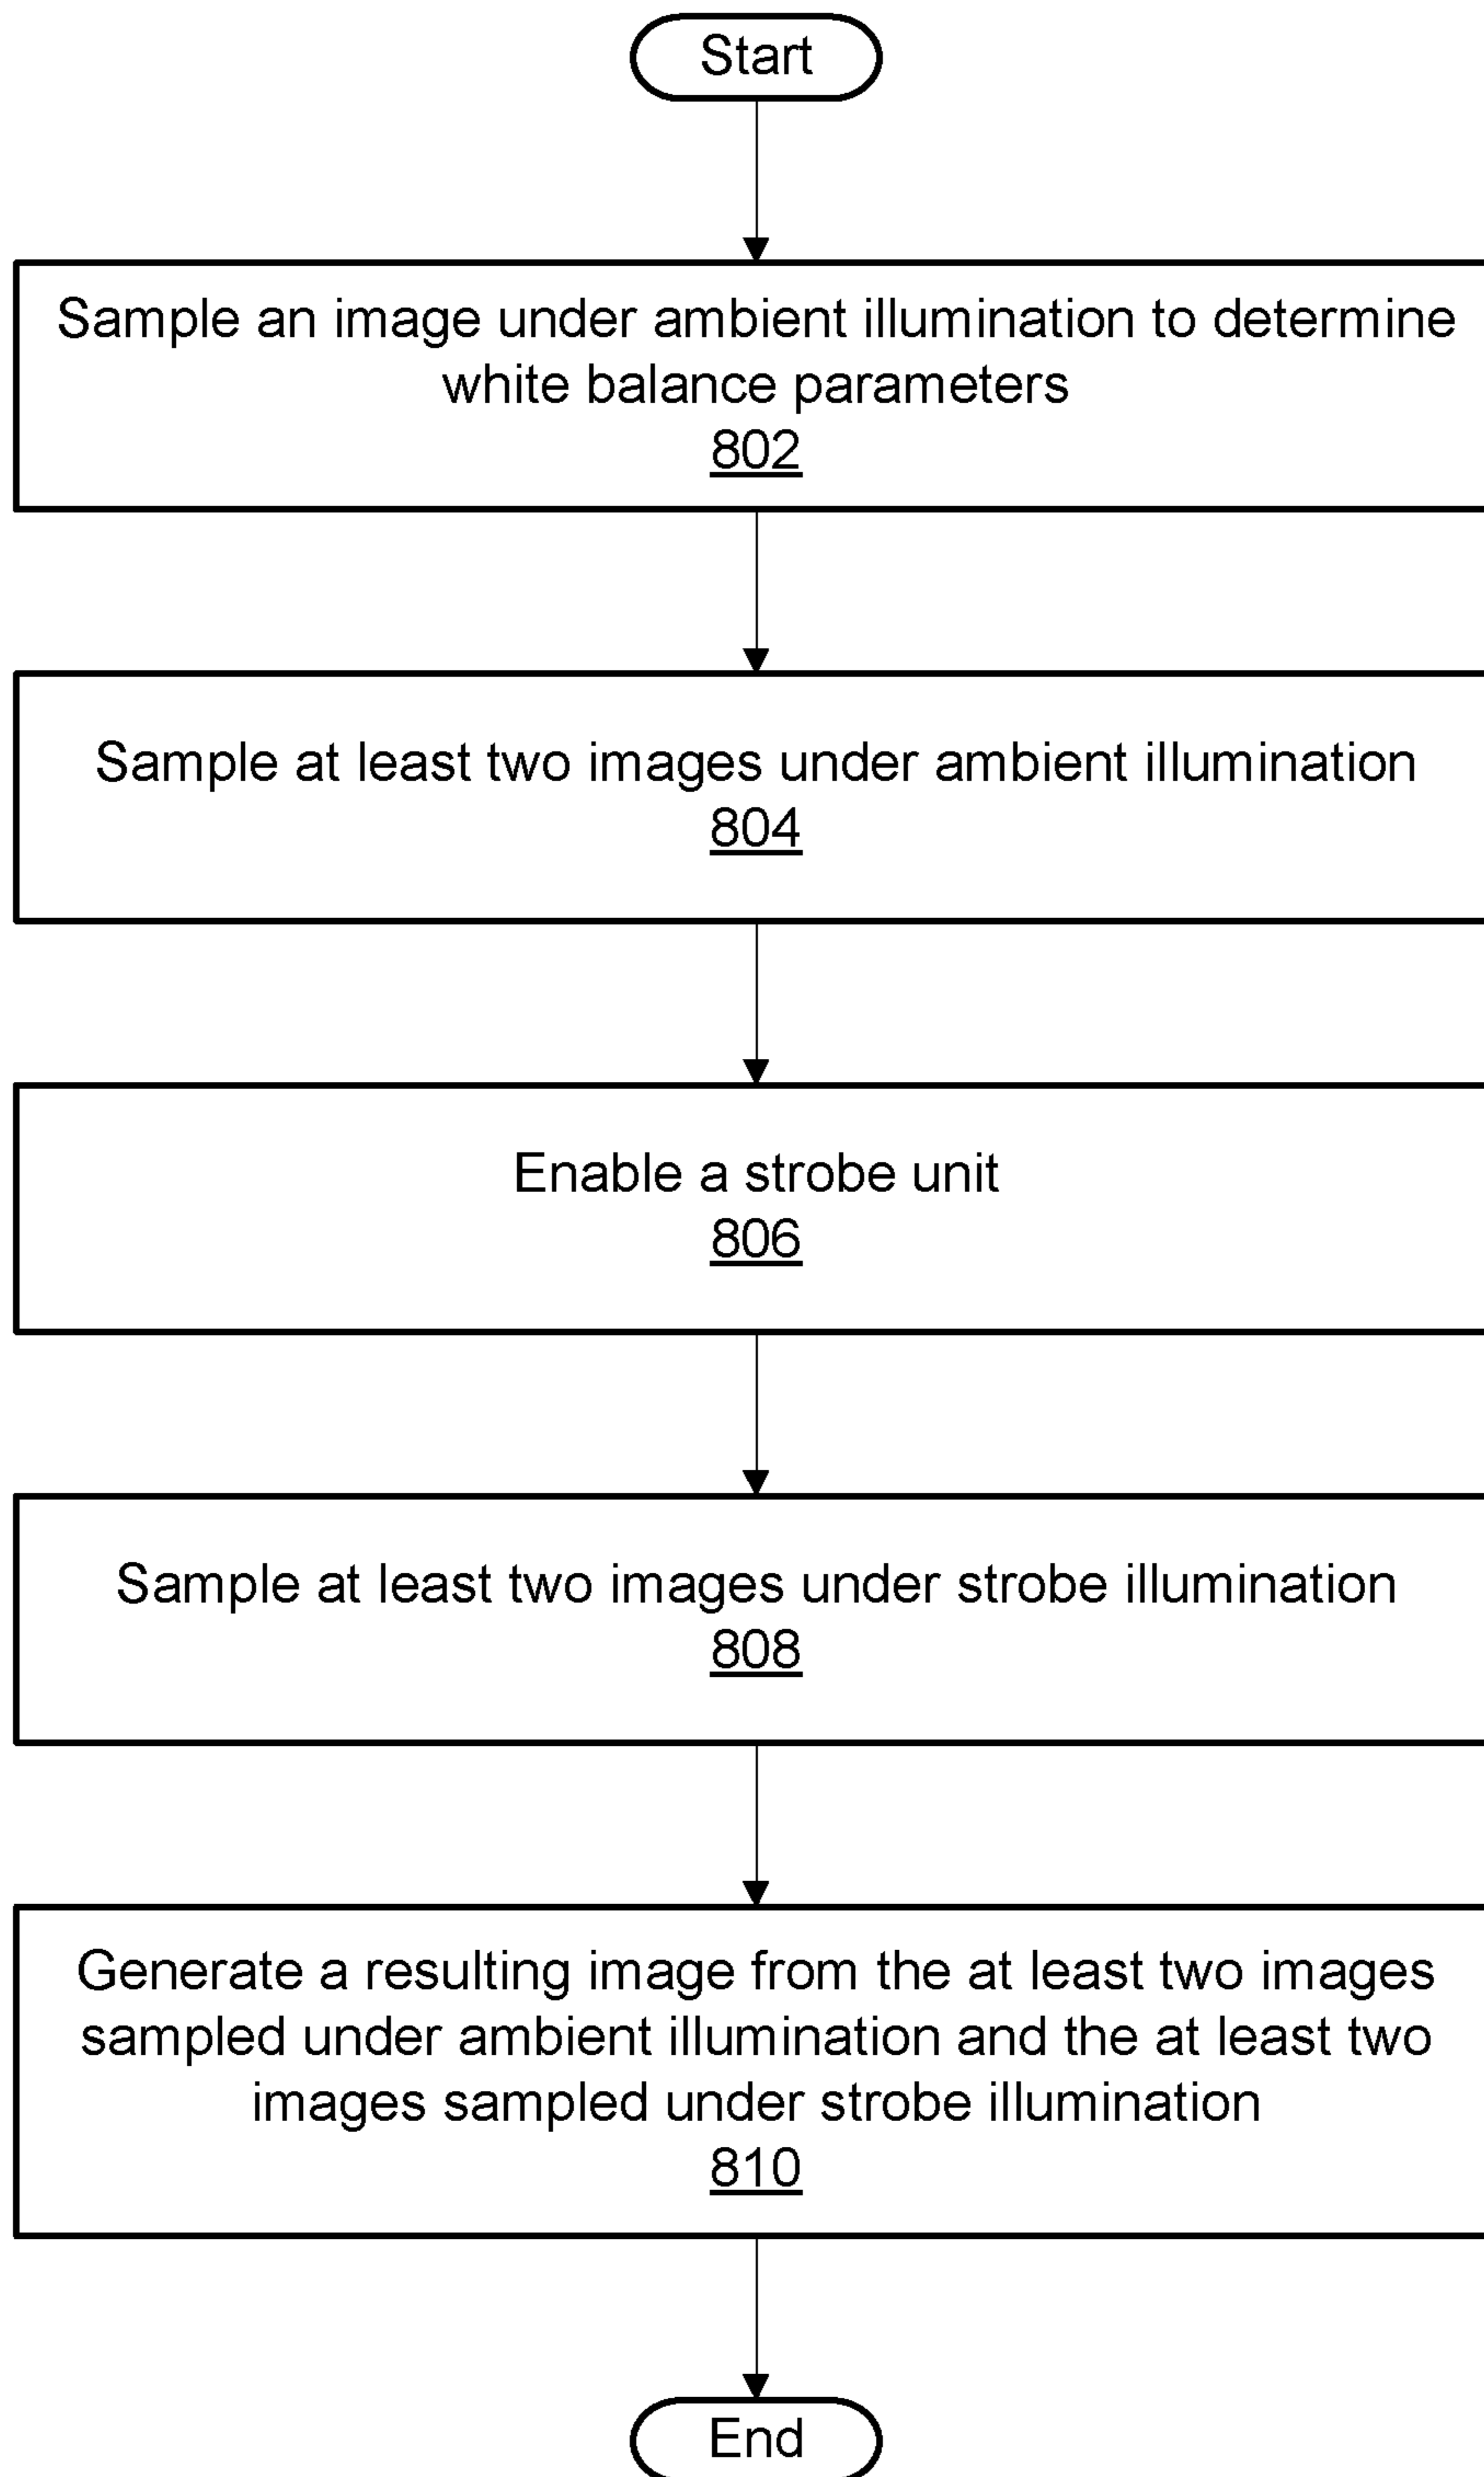 Start
Sample an image under ambient illumination to determine
white balance parameters
802
Sample at least two images under ambient illumination
804
Enable a strobe unit
806
Sample at least two images under strobe illumination
808
Generate a resulting image from the at least two images
sampled under ambient illumination and the at least two
images sampled under strobe illumination
810
End